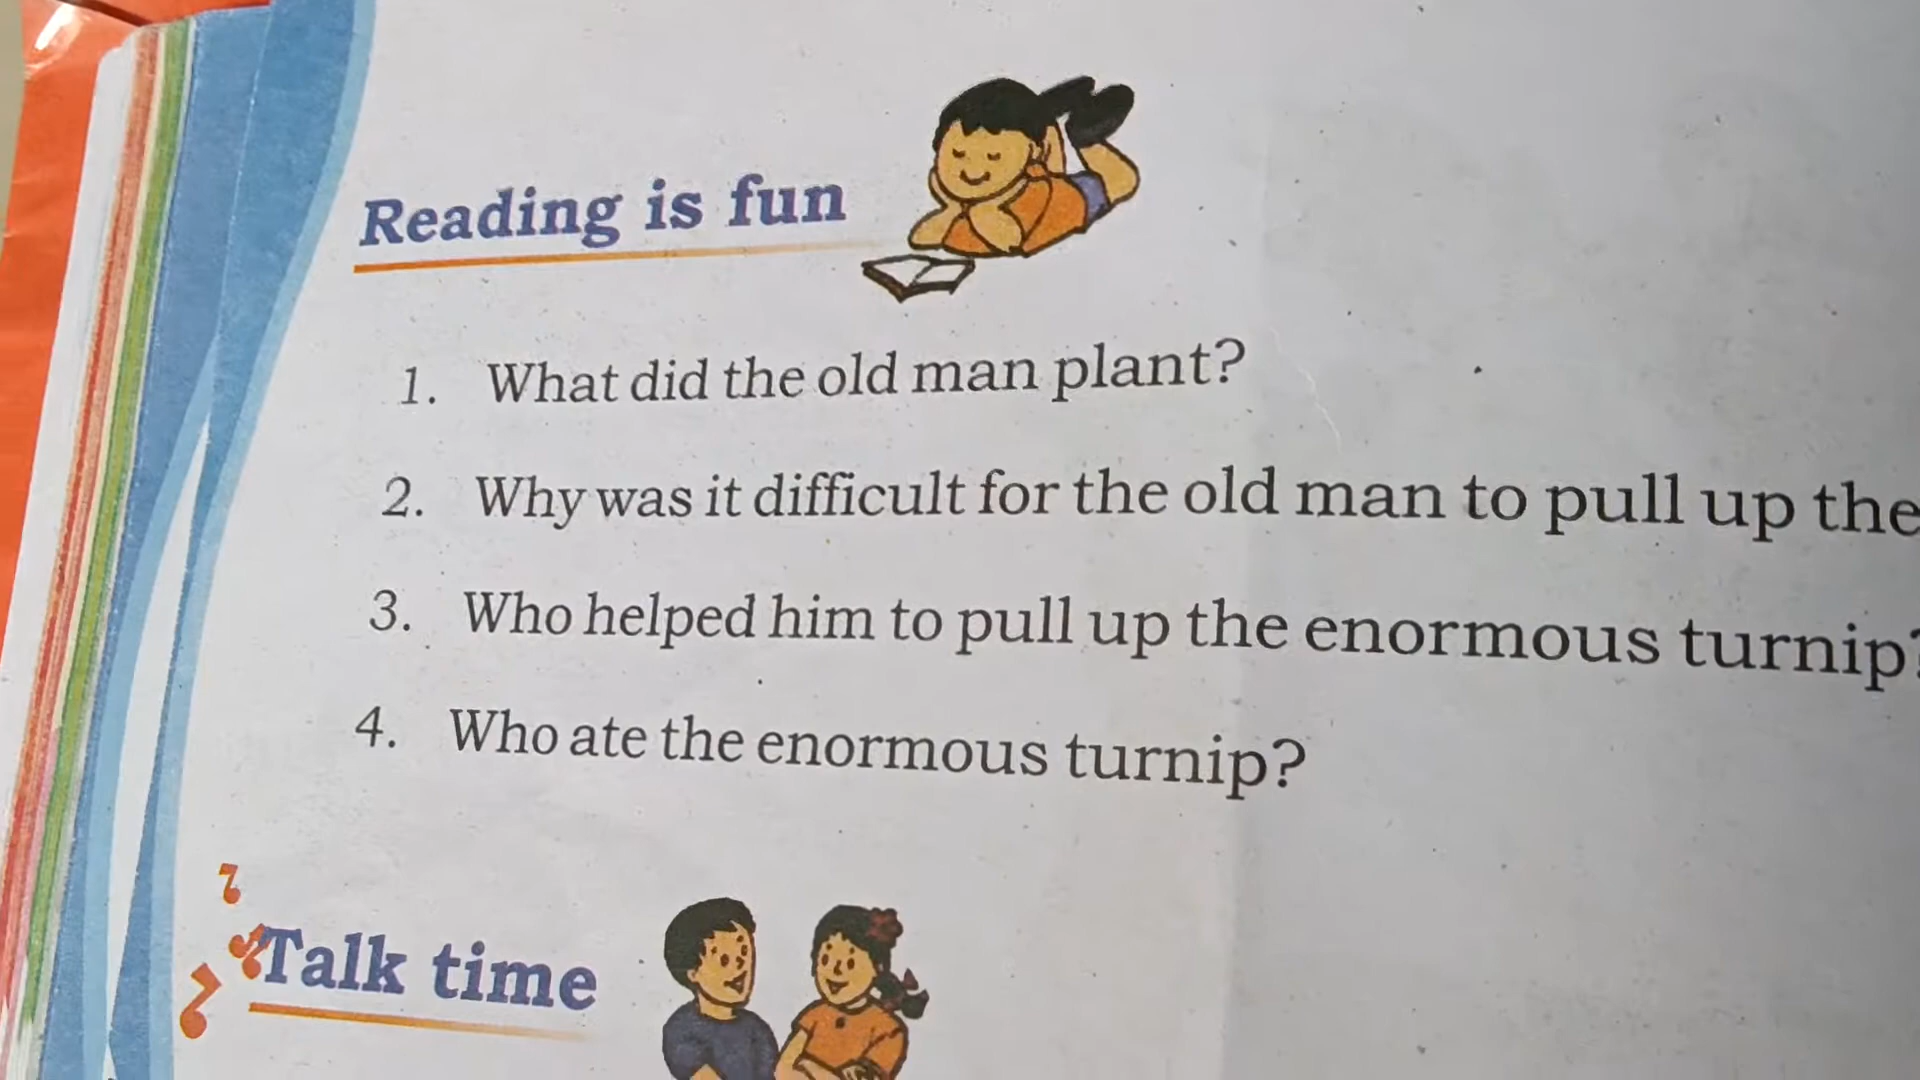 Reading is fun
1. What did the old man plant?
2. Why was it difficult for the old man to pull up the
3. Who helped him to pull up the enormous turnip?
4. Who ate the enormous turnip?
Talk time